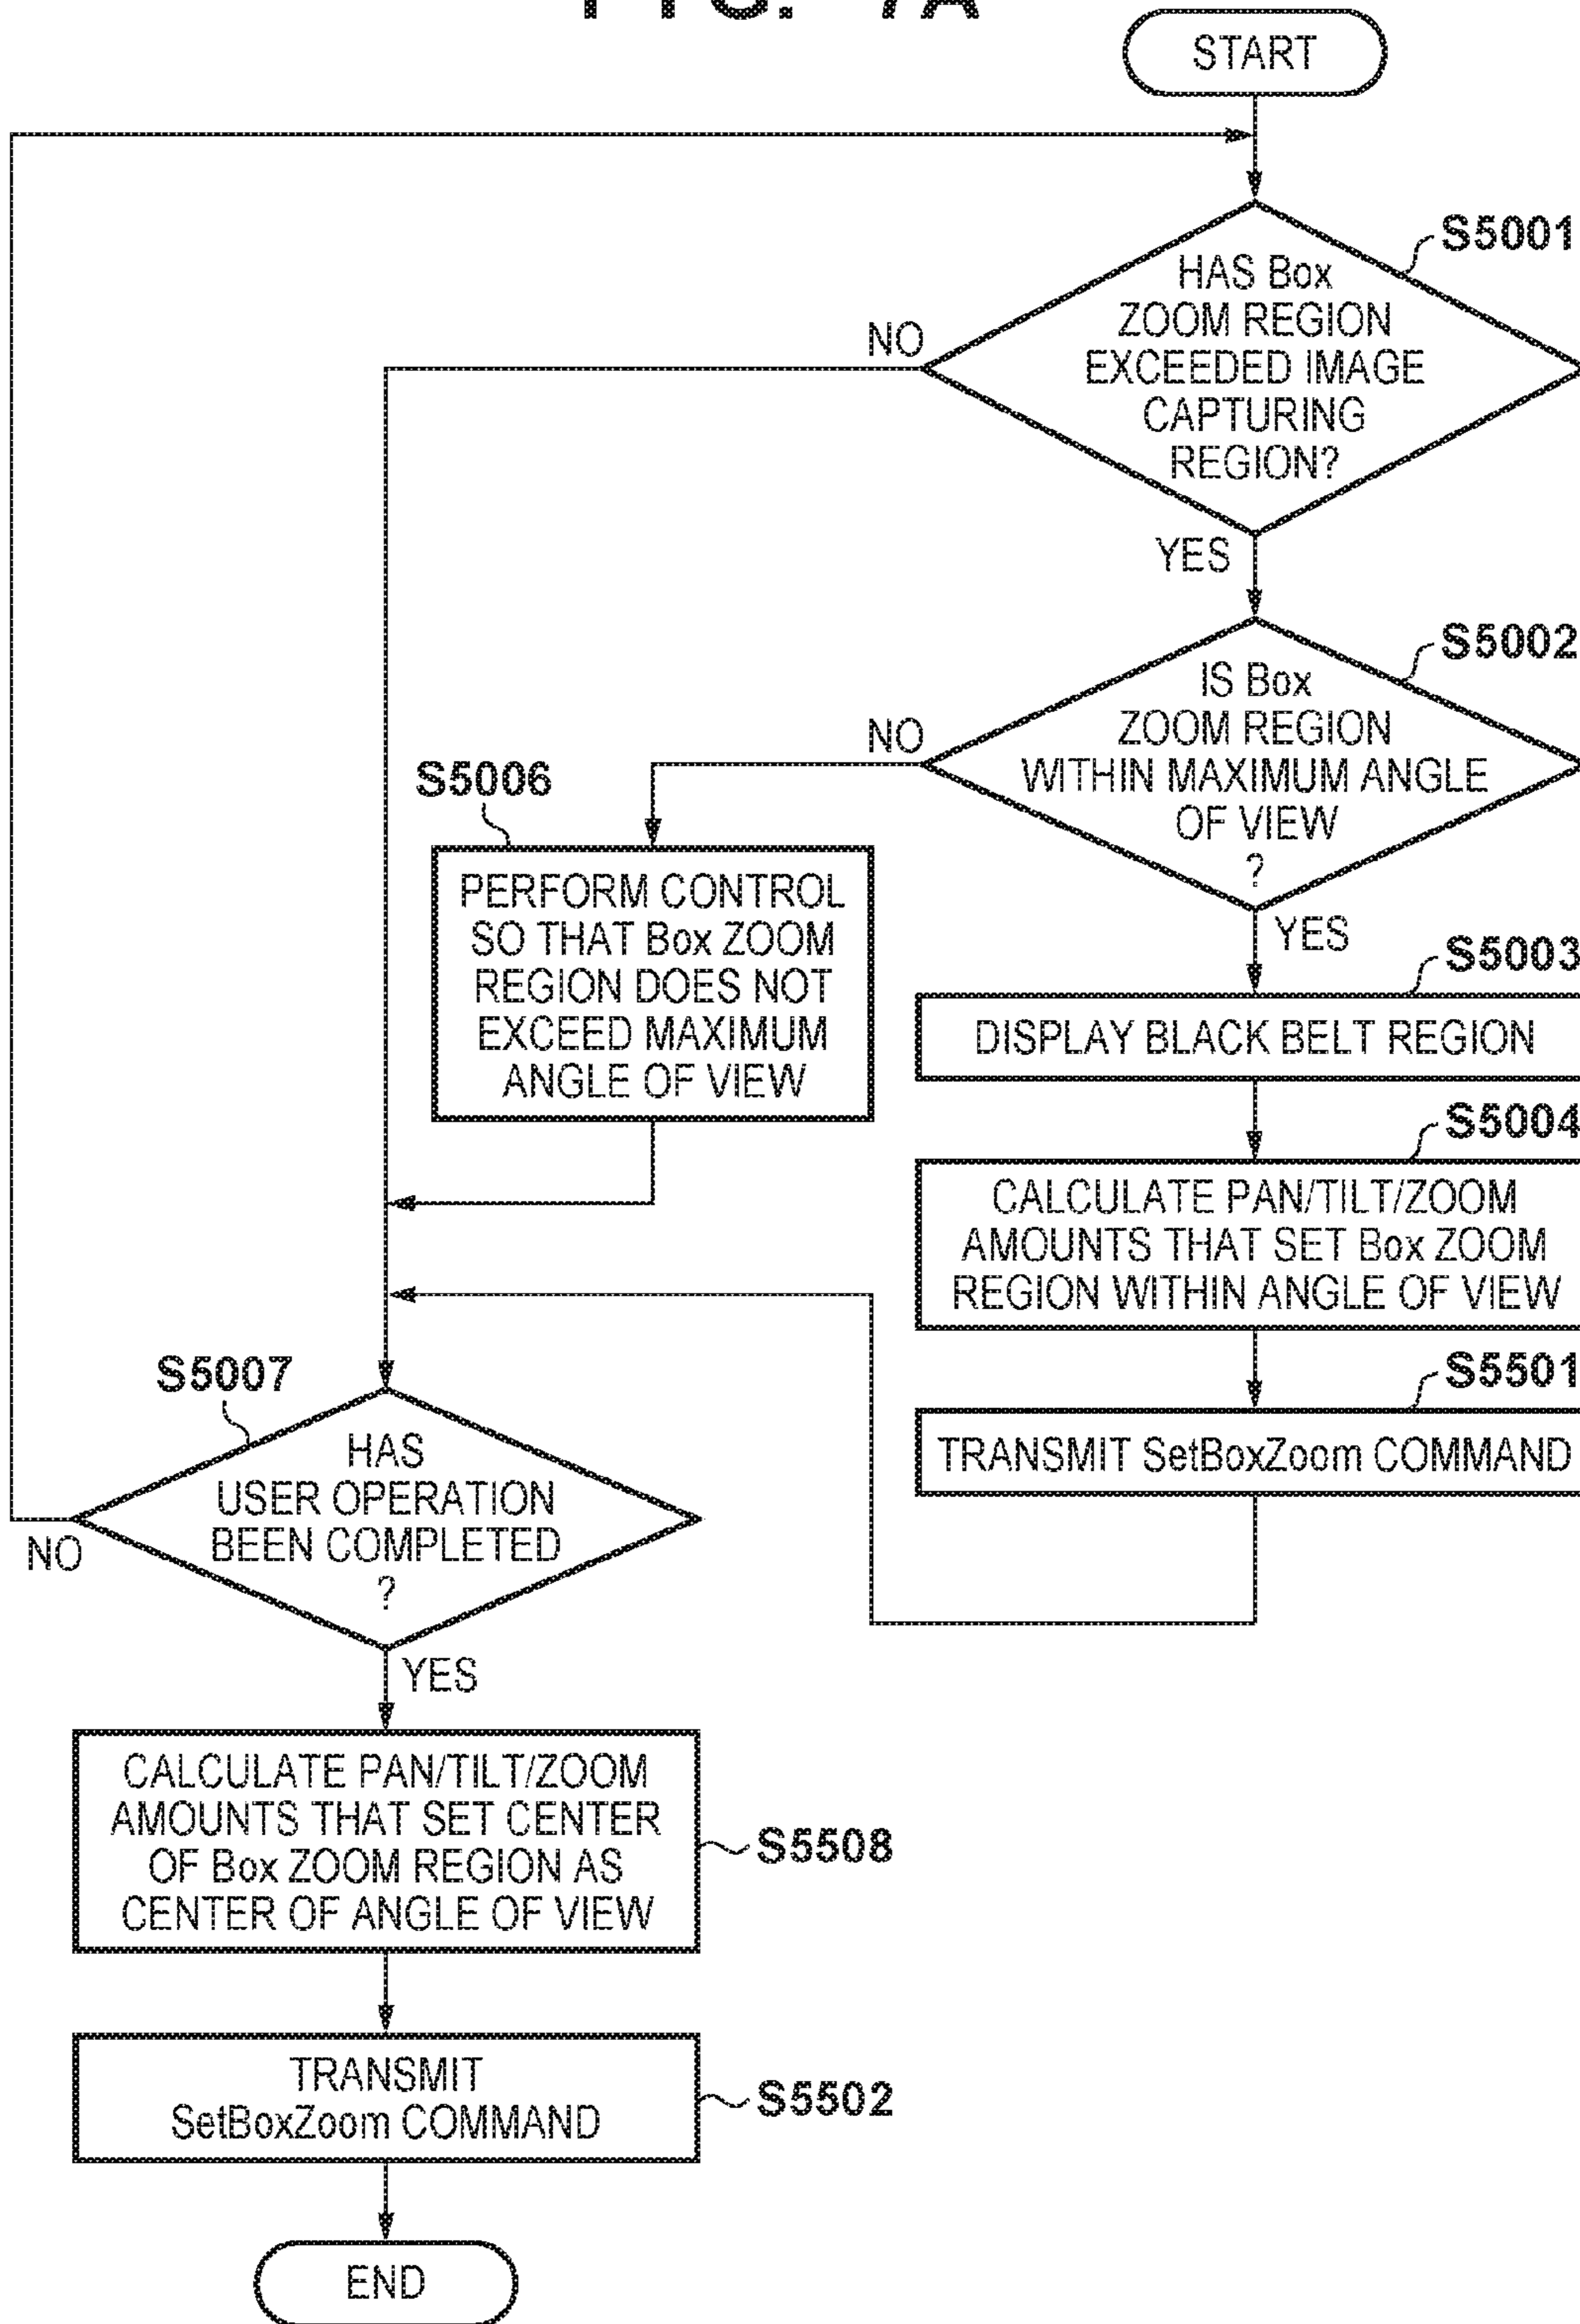 FIG. 7A
START
S5001
HAS Box
ZOOM REGION
EXCEEDED IMAGE
CAPTURING
REGION?
NO
YES
S5002
IS Box
ZOOM REGION
WITHIN MAXIMUM ANGLE
OF VIEW
?
NO
YES
S5006
PERFORM CONTROL
SO THAT Box ZOOM
REGION DOES NOT
EXCEED MAXIMUM
ANGLE OF VIEW
S5003
DISPLAY BLACK BELT REGION
S5004
CALCULATE PAN/TILT/ZOOM
AMOUNTS THAT SET Box ZOOM
REGION WITHIN ANGLE OF VIEW
S5501
TRANSMIT SetBoxZoom COMMAND
S5007
HAS
USER OPERATION
BEEN COMPLETED
?
NO
YES
CALCULATE PAN/TILT/ZOOM
AMOUNTS THAT SET CENTER
OF Box ZOOM REGION AS
CENTER OF ANGLE OF VIEW
S5508
TRANSMIT
SetBoxZoom COMMAND
S5502
END